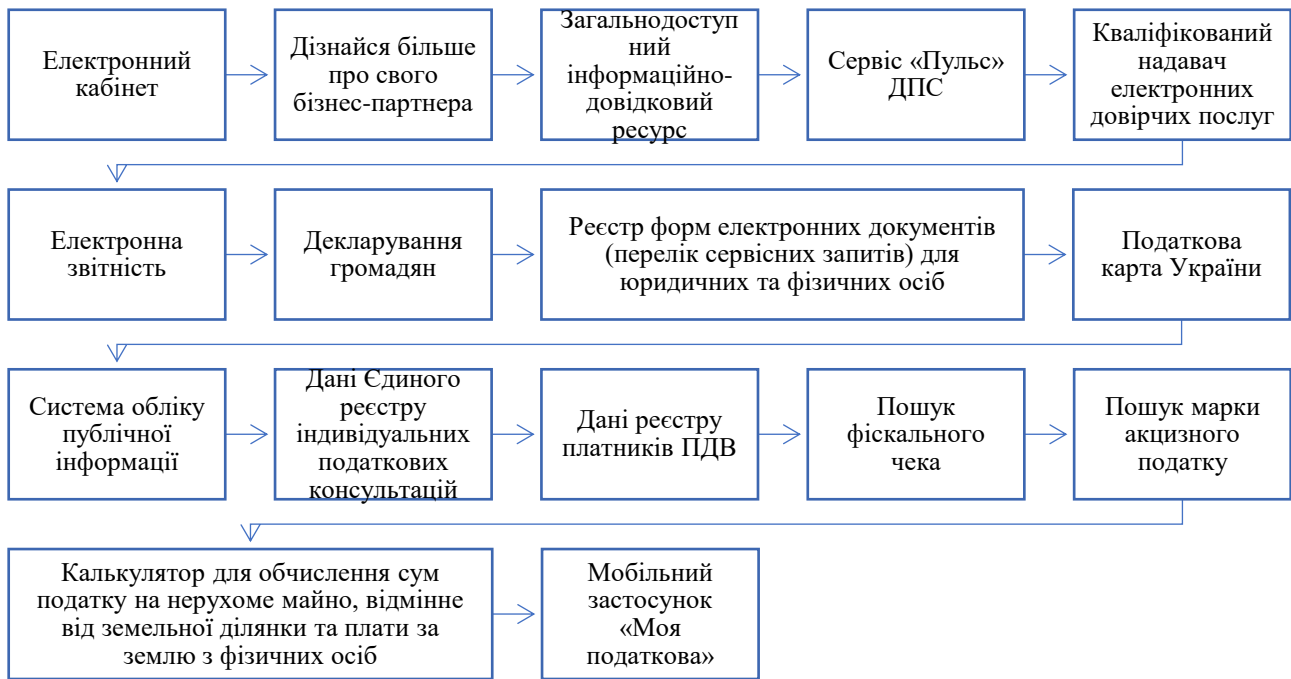 Електронний
кабінет
Дізнайся більше
про свого
бізнес-партнера
Загальнодоступ
ний
інформаційно-
довідковий
ресурс
Сервіс «Пульс»
ДПС
Кваліфікований
надавач
електронних
довірчих послуг
Електронна
звітність
Декларування
громадян
Реєстр форм електронних документів
(перелік сервісних запитів) для
юридичних та фізичних осіб
Податкова
карта України
Система обліку
публічної
інформації
Дані Єдиного
реєстру
індивідуальних
податкових
консультацій
Дані реєстру
платників ПДВ
Пошук
фіскального
чека
Пошук марки
акцизного
податку
Калькулятор для обчислення сум
податку на нерухоме майно, відмінне
від земельної ділянки та плати за
землю з фізичних осіб
Мобільний
застосунок
«Моя
податкова»